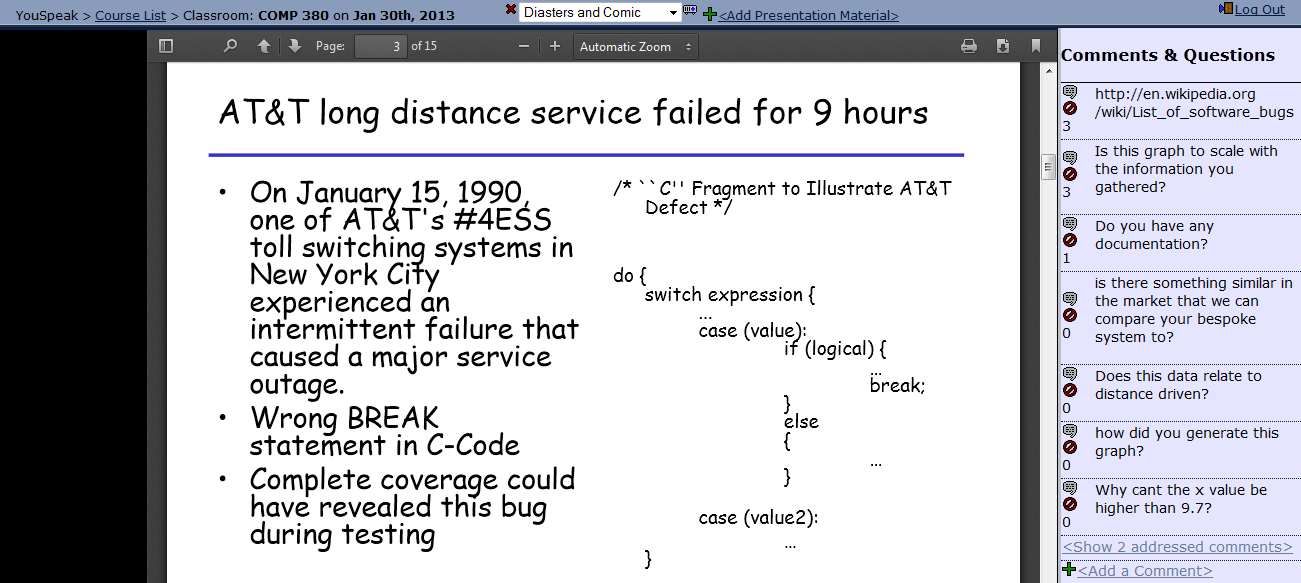 YouSpeak > Course List > Classroom: COMP 380 on Jan 30th, 2013
Diasters and Comic
<Add Presentation Material>
Log Out
Page: 3 of 15
Automatic Zoom
AT&T long distance service failed for 9 hours
• On January 15, 1990,
one of AT&T's #4ESS
toll switching systems in
New York City
experienced an
intermittent failure that
caused a major service
outage.
• Wrong BREAK
statement in C-Code
• Complete coverage could
have revealed this bug
during testing
/* ``C'' Fragment to Illustrate AT&T
Defect */
do {
switch expression {
...
case (value):
if (logical) {
...
break;
}
else
{
...
}
case (value2):
...
}
Comments & Questions
http://en.wikipedia.org
/wiki/List_of_software_bugs
3
Is this graph to scale with
the information you
gathered?
3
Do you have any
documentation?
1
is there something similar in
the market that we can
compare your bespoke
system to?
0
Does this data relate to
distance driven?
0
how did you generate this
graph?
0
Why cant the x value be
higher than 9.7?
0
<Show 2 addressed comments>
<Add a Comment>